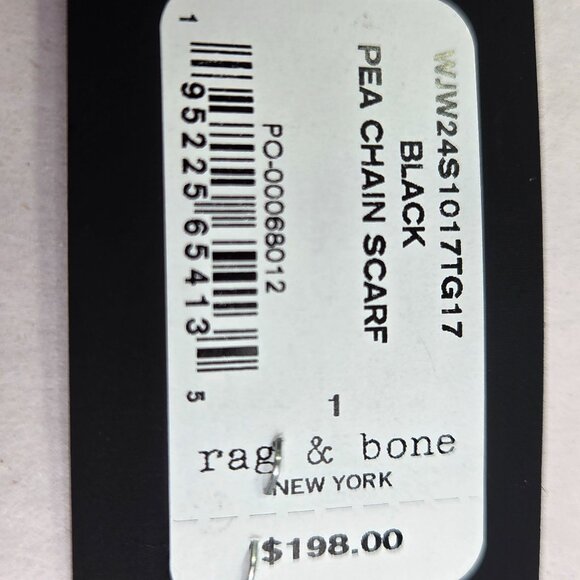 WJW24S1017TG17
BLACK
PEA CHAIN SCARF
PO-00068012
1 95225 65413 5
1
rag & bone
NEW YORK
$198.00